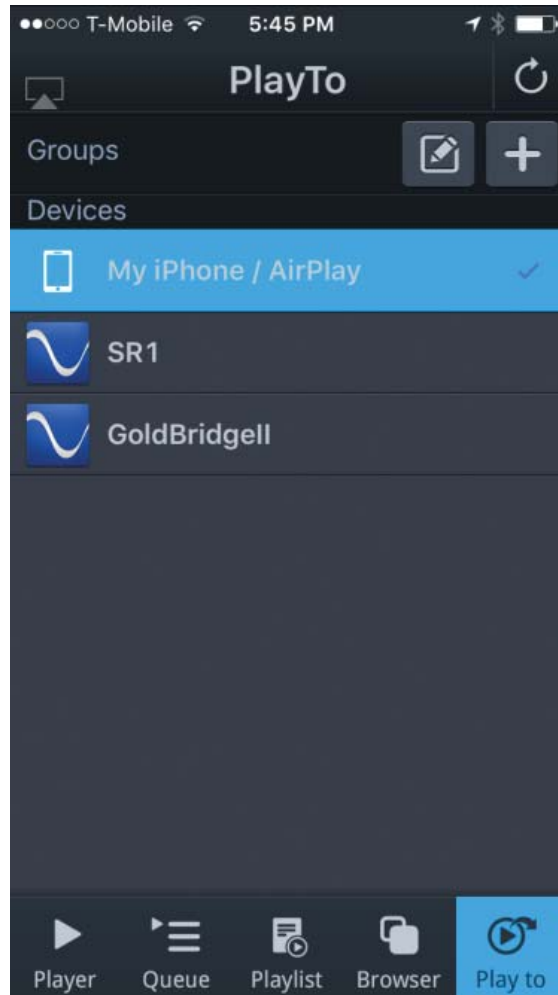 T-Mobile 5:45 PM
PlayTo
Groups
Devices
My iPhone / AirPlay
SR1
GoldBridgeII
Player Queue Playlist Browser Play to